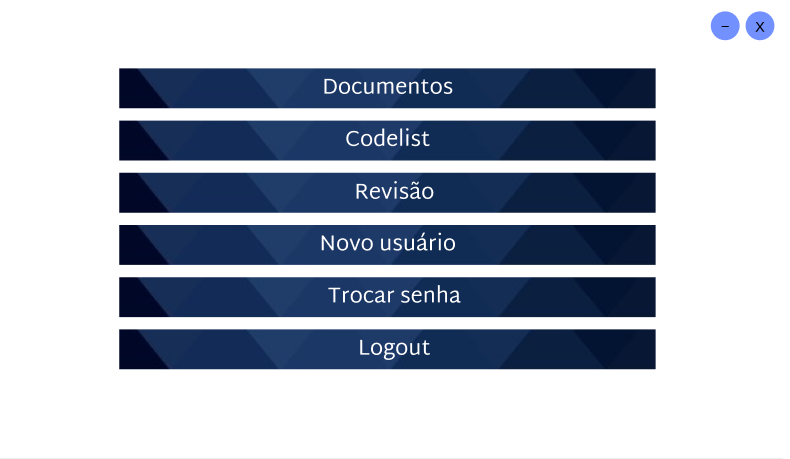 – X
Documentos
Codelist
Revisão
Novo usuário
Trocar senha
Logout